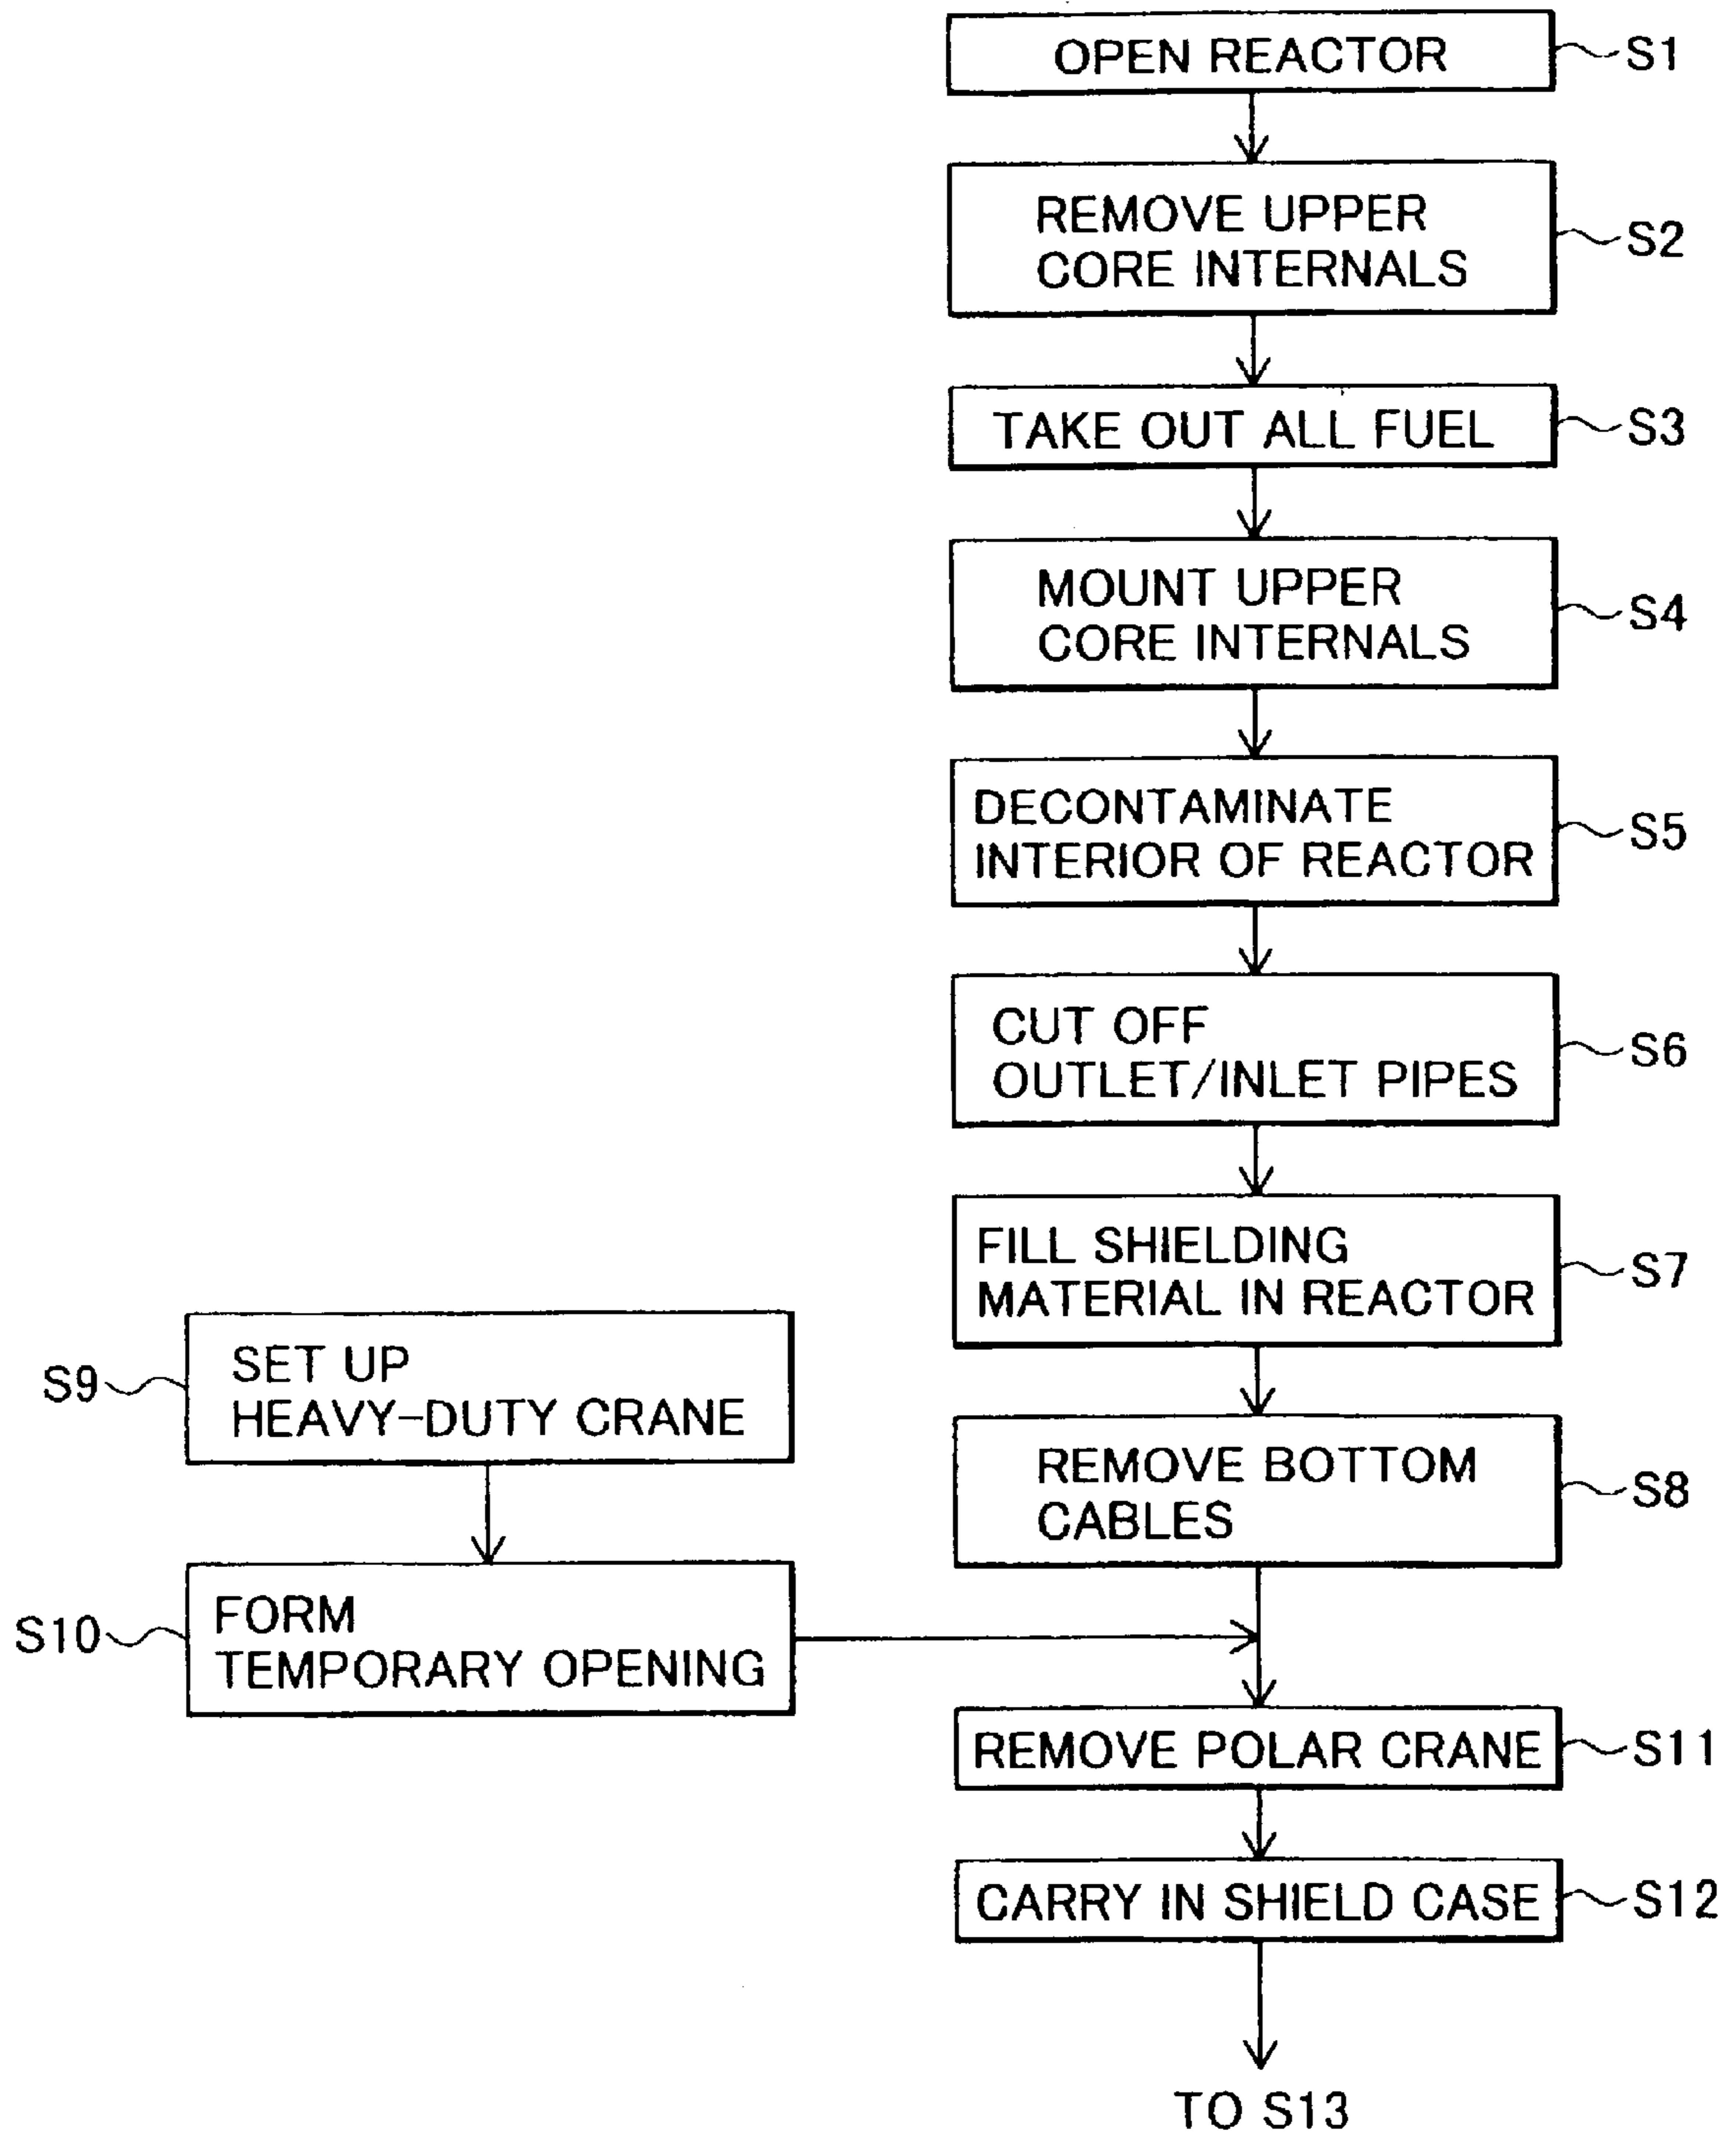 OPEN REACTOR
S1
REMOVE UPPER
CORE INTERNALS
S2
TAKE OUT ALL FUEL
S3
MOUNT UPPER
CORE INTERNALS
S4
DECONTAMINATE
INTERIOR OF REACTOR
S5
CUT OFF
OUTLET/INLET PIPES
S6
FILL SHIELDING
MATERIAL IN REACTOR
S7
S9
SET UP
HEAVY-DUTY CRANE
REMOVE BOTTOM
CABLES
S8
S10
FORM
TEMPORARY OPENING
REMOVE POLAR CRANE
S11
CARRY IN SHIELD CASE
S12
TO S13